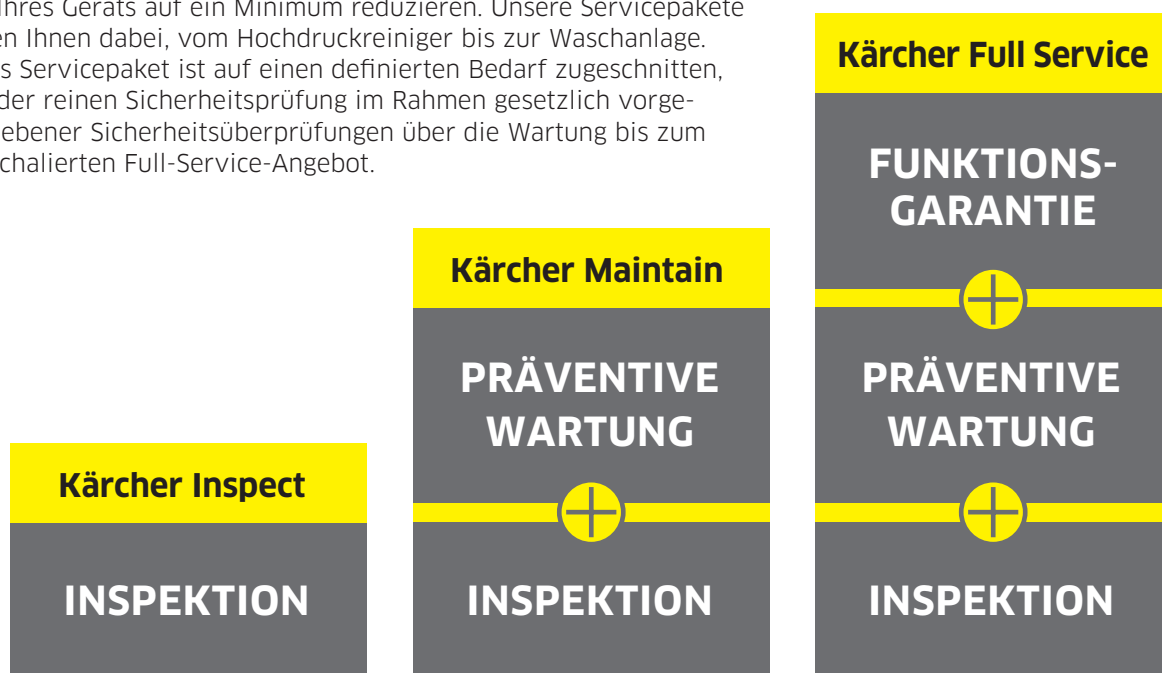 Ihres Geräts auf ein Minimum reduzieren. Unsere Servicepakete
en Ihnen dabei, vom Hochdruckreiniger bis zur Waschanlage.
s Servicepaket ist auf einen definierten Bedarf zugeschnitten,
der reinen Sicherheitsprüfung im Rahmen gesetzlich vorge-
ebener Sicherheitsüberprüfungen über die Wartung bis zum
chalierten Full-Service-Angebot.
Kärcher Inspect
INSPEKTION
Kärcher Maintain
PRÄVENTIVE
WARTUNG
INSPEKTION
Kärcher Full Service
FUNKTIONS-
GARANTIE
PRÄVENTIVE
WARTUNG
INSPEKTION